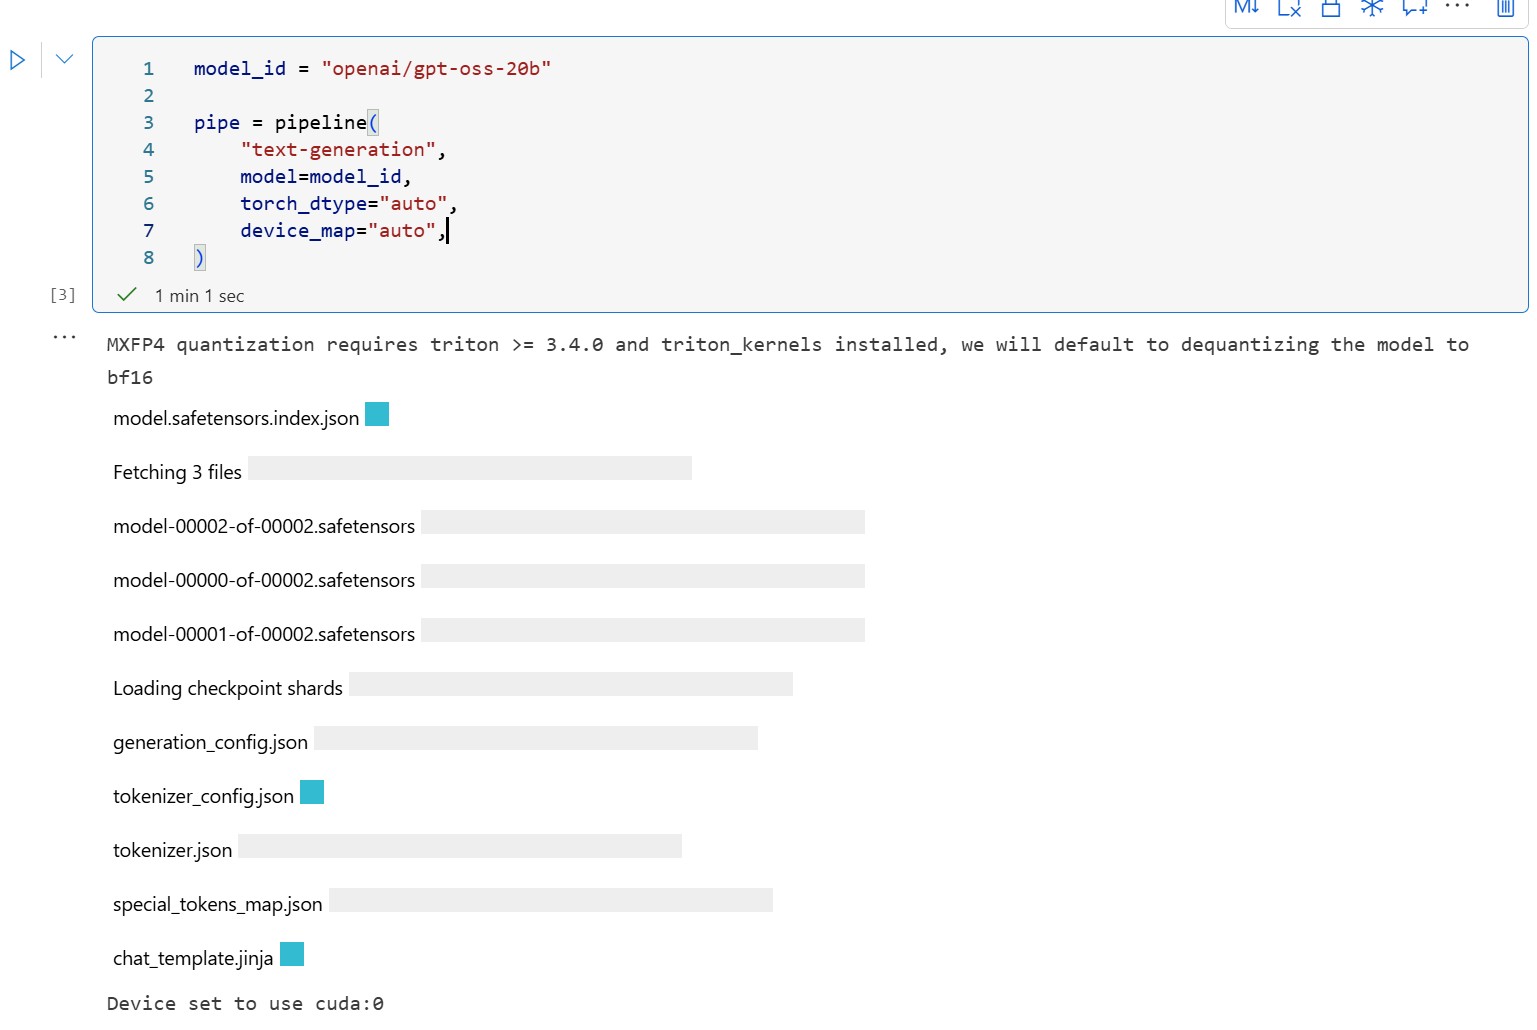 M↓
1 model_id = "openai/gpt-oss-20b"
2
3 pipe = pipeline(
4     "text-generation",
5     model=model_id,
6     torch_dtype="auto",
7     device_map="auto",
8 )
[3] 1 min 1 sec
MXFP4 quantization requires triton >= 3.4.0 and triton_kernels installed, we will default to dequantizing the model to
bf16
model.safetensors.index.json
Fetching 3 files
model-00002-of-00002.safetensors
model-00000-of-00002.safetensors
model-00001-of-00002.safetensors
Loading checkpoint shards
generation_config.json
tokenizer_config.json
tokenizer.json
special_tokens_map.json
chat_template.jinja
Device set to use cuda:0